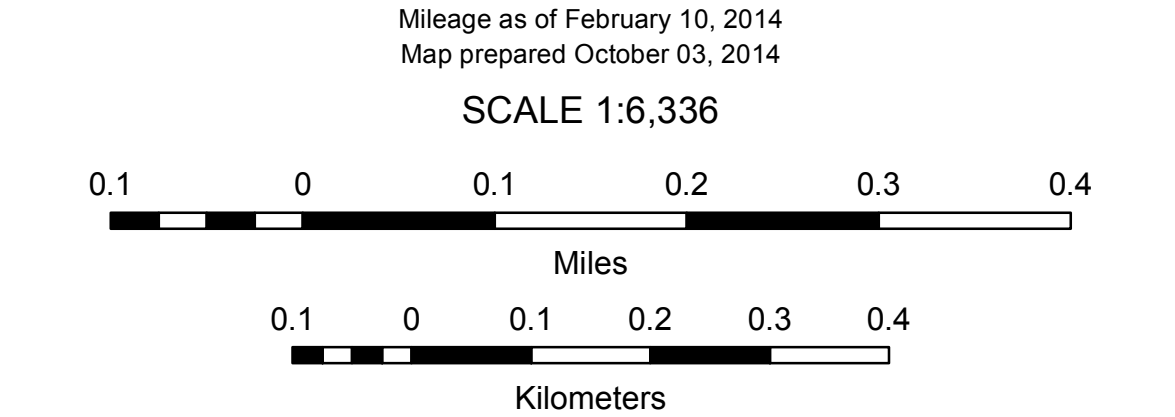 Mileage as of February 10, 2014
Map prepared October 03, 2014
SCALE 1:6,336
0.1 0 0.1 0.2 0.3 0.4
Miles
0.1 0 0.1 0.2 0.3 0.4
Kilometers